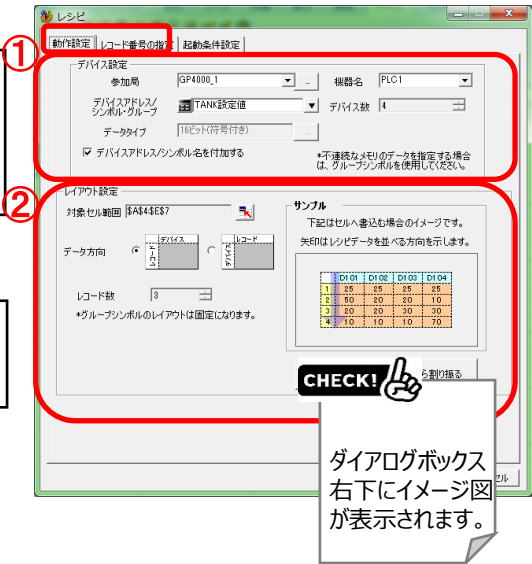 レシピ
動作設定 レコード番号の指定 起動条件設定
①
デバイス設定
参加局 GP4000_1 ... 機器名 PLC1
デバイスアドレス/
シンボル・グループ TANK設定値 デバイス数 4
データタイプ 16ビット(符号付き) ...
デバイスアドレス/シンボル名を付加する
*不連続なメモリのデータを指定する場合
は、グループシンボルを使用してください。
②
レイアウト設定
対象セル範囲 $A$4:$E$7
データ方向 デバイス レコード レコード デバイス
レコード数 3
*グループシンボルのレイアウトは固定になります。
サンプル
下記はセルへ書込む場合のイメージです。
矢印はレシピデータを並べる方向を示します。
D101 D102 D103 D104
1 25 25 25 25
2 50 20 20 10
3 20 20 30 30
4 10 10 10 70
CHECK!
ら割り振る
ダイアログボックス
右下にイメージ図
が表示されます。
セル